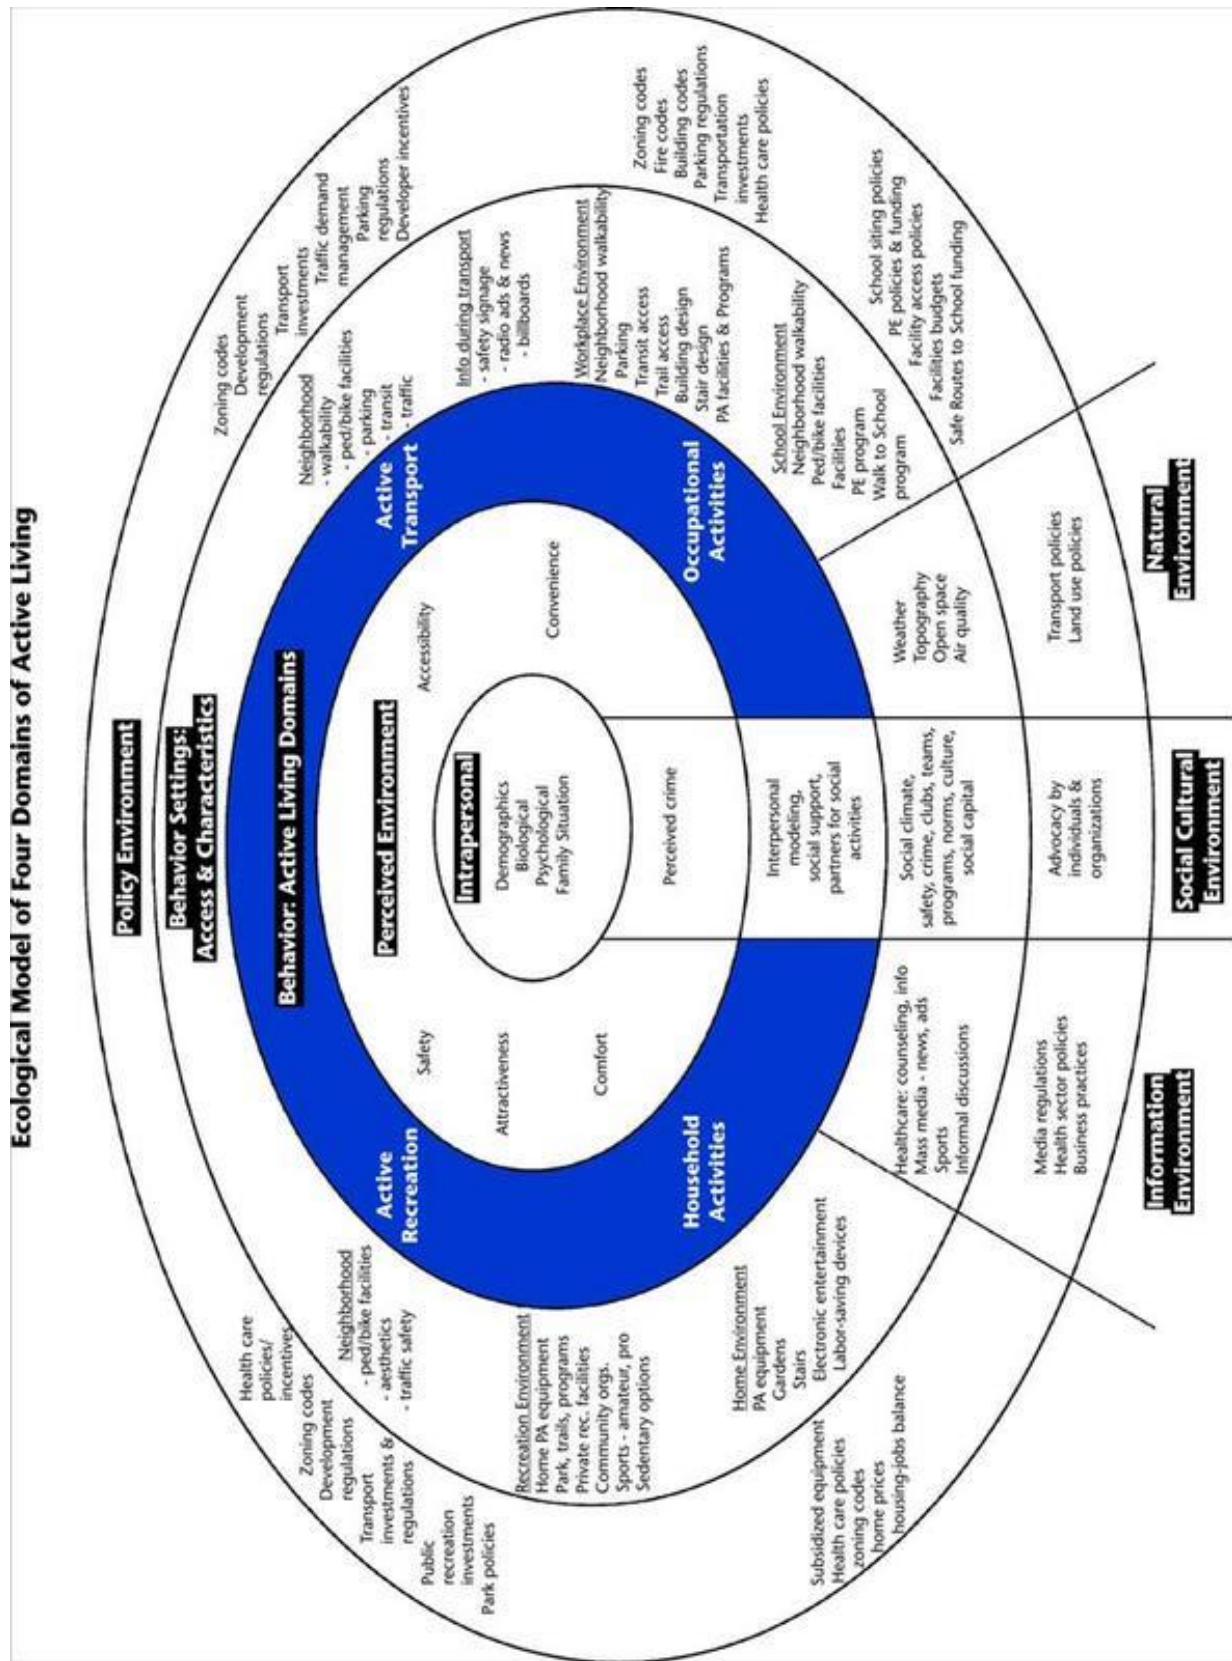 Ecological Model of Four Domains of Active Living
Policy Environment
Behavior Settings:
Access & Characteristics
Behavior: Active Living Domains
Perceived Environment
Intrapersonal
Demographics
Biological
Psychological
Family Situation
Safety
Attractiveness
Comfort
Accessibility
Convenience
Perceived crime
Active
Recreation
Active
Transport
Household
Activities
Occupational
Activities
Interpersonal
modeling,
social support,
partners for social
activities
Health care
policies/
incentives
Zoning codes
Development
regulations
Transport
investments &
regulations
Public
recreation
investments
Park policies
Neighborhood
- ped/bike facilities
- aesthetics
- traffic safety
Recreation Environment
Home PA equipment
Park, trails, programs
Private rec. facilities
Community orgs.
Sports - amateur, pro
Sedentary options
Home Environment
PA equipment
Gardens
Stairs
Electronic entertainment
Labor-saving devices
Subsidized equipment
Health care policies
zoning codes
home prices
housing-jobs balance
Zoning codes
Development
regulations
Transport
investments
Traffic demand
management
Parking
regulations
Developer incentives
Neighborhood
- walkability
- ped/bike facilities
- parking
- transit
- traffic
Info during transport
- safety signage
- radio ads & news
- billboards
Workplace Environment
Neighborhood walkability
Parking
Transit access
Trail access
Building design
Stair design
PA facilities & Programs
Zoning codes
Fire codes
Building codes
Parking regulations
Transportation
investments
Health care policies
School Environment
Neighborhood walkability
Ped/bike facilities
Facilities
PE program
Walk to School
program
School siting policies
PE policies & funding
Facility access policies
Facilities budgets
Safe Routes to School funding
Healthcare: counseling, info
Mass media - news, ads
Sports
Informal discussions
Social climate,
safety, crime, clubs, teams,
programs, norms, culture,
social capital
Weather
Topography
Open space
Air quality
Media regulations
Health sector policies
Business practices
Advocacy by
individuals &
organizations
Transport policies
Land use policies
Information
Environment
Social Cultural
Environment
Natural
Environment